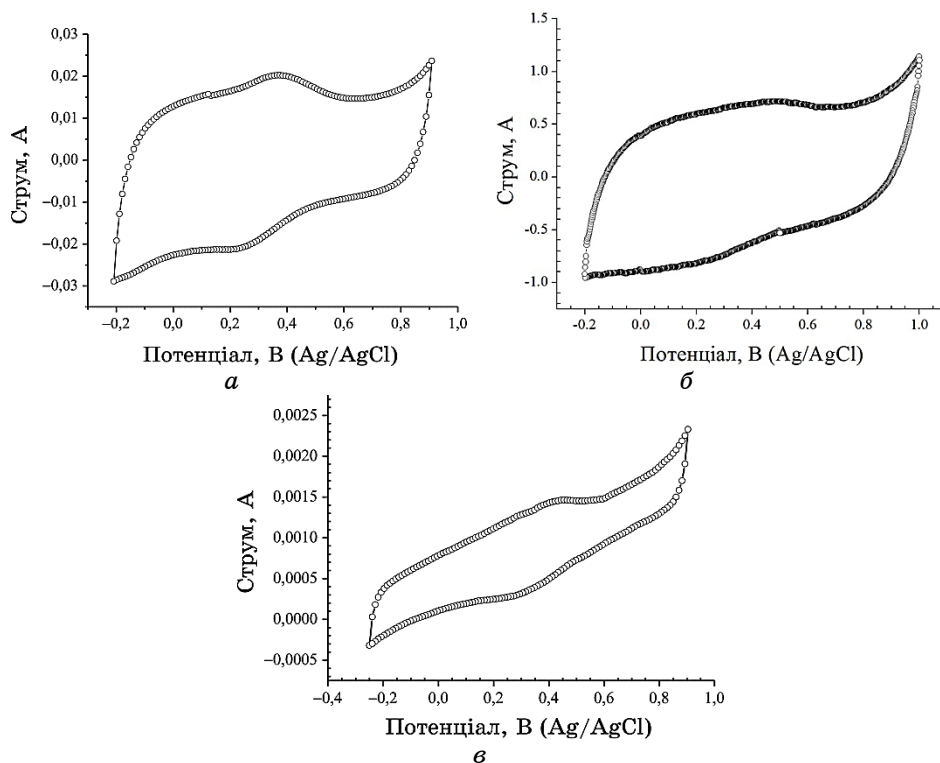 0,03
0,02
0,01
0,00
−0,01
−0,02
−0,03
Струм, А
−0,2 0,0 0,2 0,4 0,6 0,8 1,0
Потенціал, В (Ag/AgCl)
а
1.5
1.0
0.5
0.0
-0.5
-1.0
Струм, А
-0.2 0.0 0.2 0.4 0.6 0.8 1.0
Потенціал, В (Ag/AgCl)
б
0,0025
0,0020
0,0015
0,0010
0,0005
0,0000
−0,0005
Струм, А
−0,4 −0,2 0,0 0,2 0,4 0,6 0,8 1,0
Потенціал, В (Ag/AgCl)
в